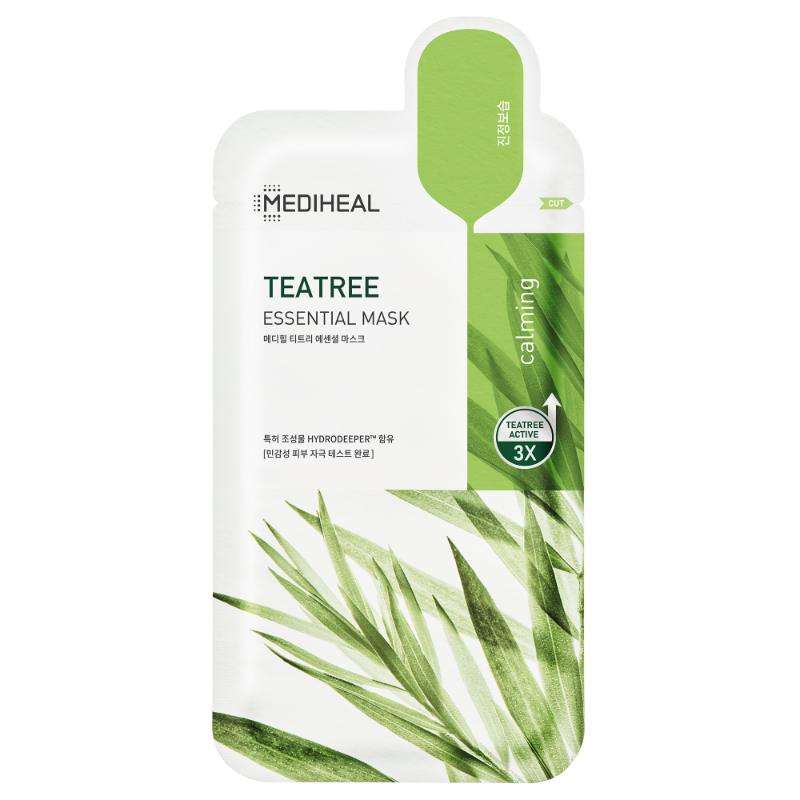 진정보습
MEDIHEAL
CUT
TEATREE
ESSENTIAL MASK
메디힐 티트리 에센셜 마스크
calming
TEATREE
ACTIVE
3X
특허 조성물 HYDRODEEPER™ 함유
[민감성 피부 자극 테스트 완료]